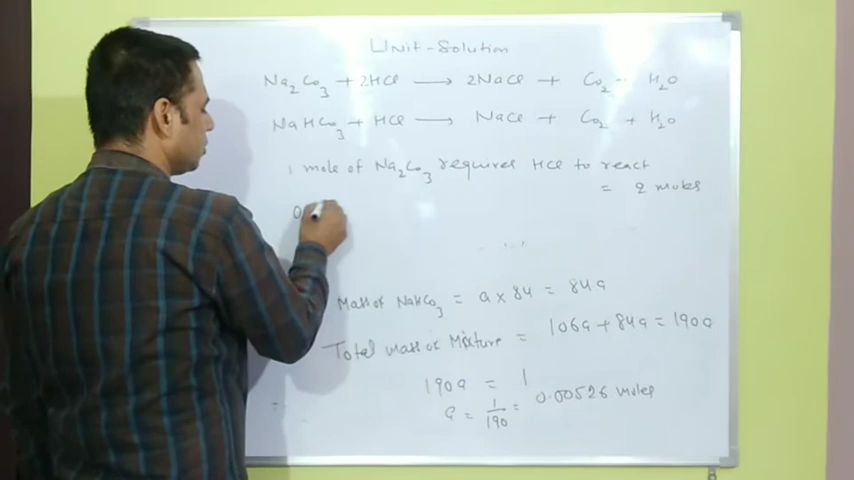 Unit-Solution
Na2Co3 + 2HCl → 2NaCl + Co2 + H2O
NaHCo3 + HCl → NaCl + Co2 + H2O
1 mole of Na2Co3 requires HCl to react
= 2 moles
0
Mass of NaHCo3 = a × 84 = 84a
Total mass of Mixture = 106a + 84a = 190a
190a = 1
a = 1/190 = 0.00526 moles